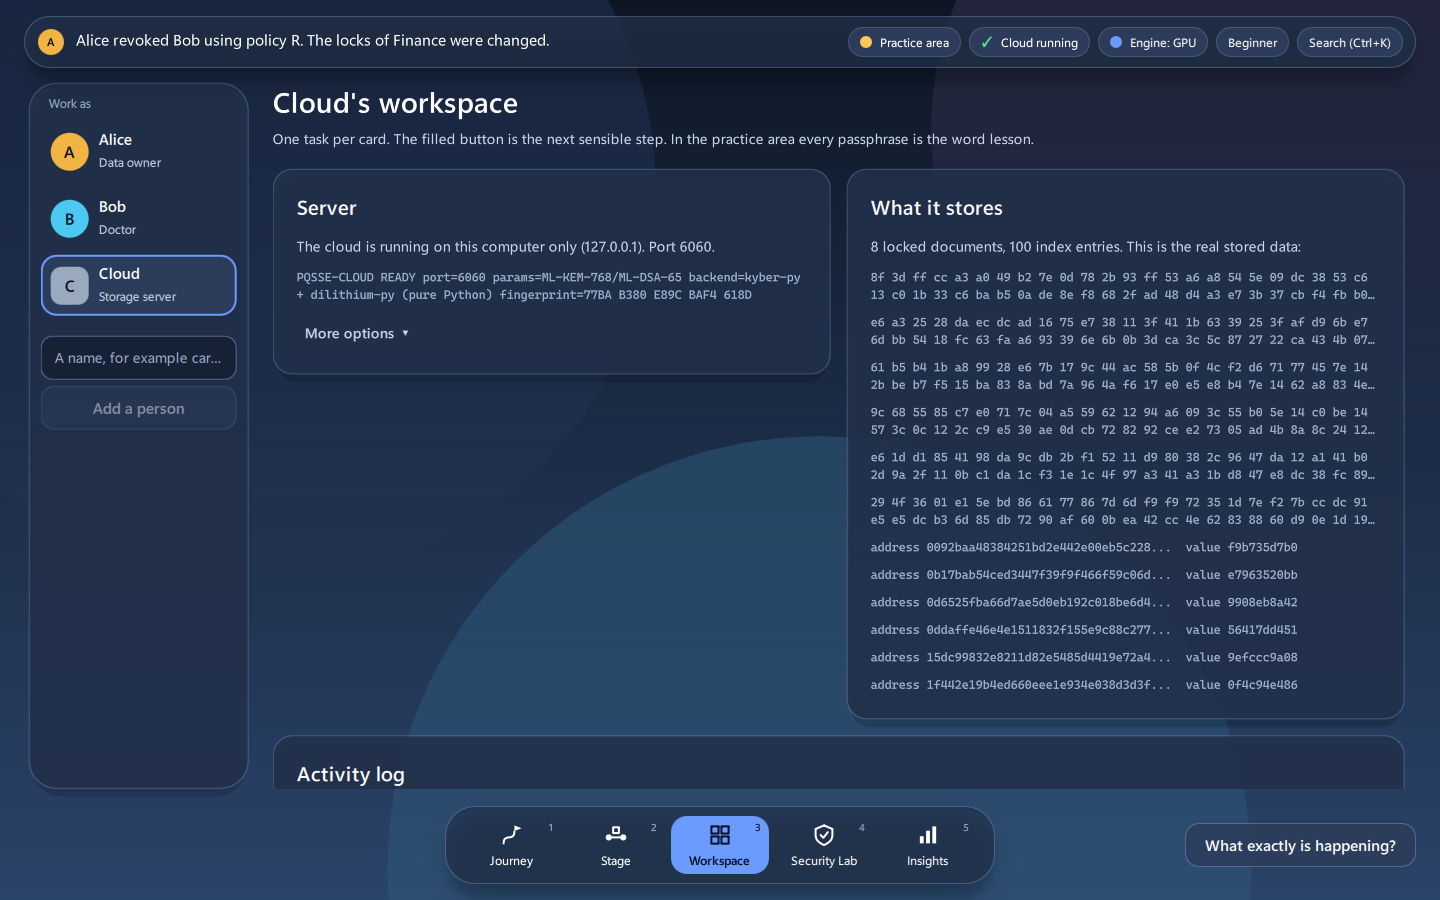 A
Alice revoked Bob using policy R. The locks of Finance were changed.
Practice area
✓ Cloud running
Engine: GPU
Beginner
Search (Ctrl+K)
Work as
A
Alice
Data owner
B
Bob
Doctor
C
Cloud
Storage server
A name, for example car...
Add a person
Cloud's workspace
One task per card. The filled button is the next sensible step. In the practice area every passphrase is the word lesson.
Server
The cloud is running on this computer only (127.0.0.1). Port 6060.
PQSSE-CLOUD READY port=6060 params=ML-KEM-768/ML-DSA-65 backend=kyber-py
+ dilithium-py (pure Python) fingerprint=77BA B380 E89C BAF4 618D
More options ▾
What it stores
8 locked documents, 100 index entries. This is the real stored data:
8f 3d ff cc a3 a0 49 b2 7e 0d 78 2b 93 ff 53 a6 a8 54 5e 09 dc 38 53 c6
13 c0 1b 33 c6 ba b5 0a de 8e f8 68 2f ad 48 d4 a3 e7 3b 37 cb f4 fb b0…
e6 a3 25 28 da ec dc ad 16 75 e7 38 11 3f 41 1b 63 39 25 3f af d9 6b e7
6d bb 54 18 fc 63 fa a6 93 39 6e 6b 0b 3d ca 3c 5c 87 27 22 ca 43 4b 07…
61 b5 b4 1b a8 99 28 e6 7b 17 9c 44 ac 58 5b 0f 4c f2 d6 71 77 45 7e 14
2b be b7 f5 15 ba 83 8a bd 7a 96 4a f6 17 e0 e5 e8 b4 7e 14 62 a8 83 4e…
9c 68 55 85 c7 e0 71 7c 04 a5 59 62 12 94 a6 09 3c 55 b0 5e 14 c0 be 14
57 3c 0c 12 2c c9 e5 30 ae 0d cb 72 82 92 ce e2 73 05 ad 4b 8a 8c 24 12…
e6 1d d1 85 41 98 da 9c db 2b f1 52 11 d9 80 38 2c 96 47 da 12 a1 41 b0
2d 9a 2f 11 0b c1 da 1c f3 1e 1c 4f 97 a3 41 a3 1b d8 47 e8 dc 38 fc 89…
29 4f 36 01 e1 5e bd 86 61 77 86 7d 6d f9 f9 72 35 1d 7e f2 7b cc dc 91
e5 e5 dc b3 6d 85 db 72 90 af 60 0b ea 42 cc 4e 62 83 88 60 d9 0e 1d 19…
address 0092baa48384251bd2e442e00eb5c228... value f9b735d7b0
address 0b17bab54ced3447f39f9f466f59c06d... value e7963520bb
address 0d6525fba66d7ae5d0eb192c018be6d4... value 9908eb8a42
address 0ddaffe46e4e1511832f155e9c88c277... value 56417dd451
address 15dc99832e8211d82e5485d4419e72a4... value 9efccc9a08
address 1f442e19b4ed660eee1e934e038d3d3f... value 0f4c94e486
Activity log
Journey 1
Stage 2
Workspace 3
Security Lab 4
Insights 5
What exactly is happening?